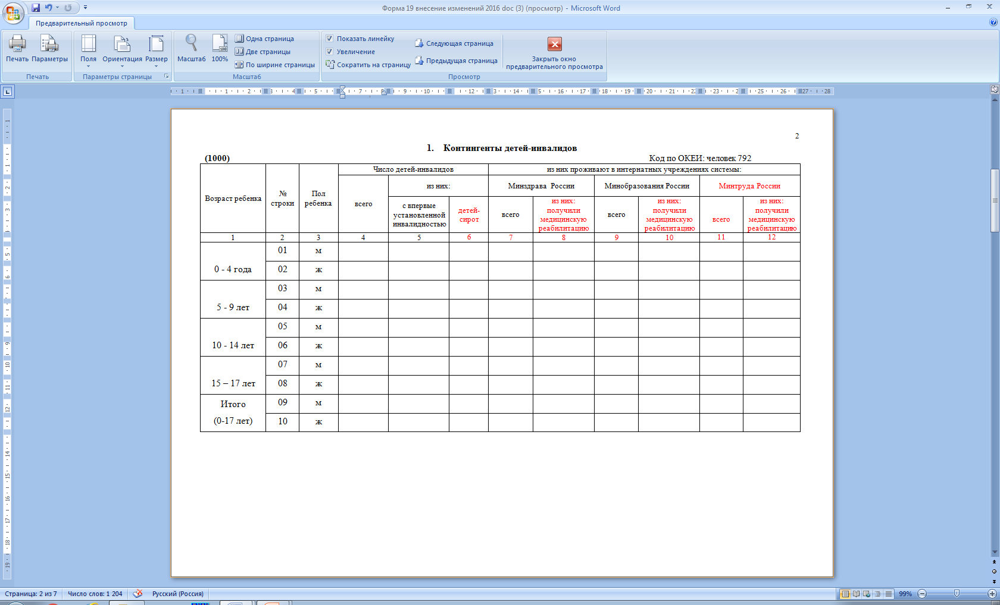 Форма 19 внесение изменений 2016 doc (3) (просмотр) - Microsoft Word
Предварительный просмотр
Печать Параметры
Печать
Поля Ориентация Размер
Параметры страницы
Масштаб 100%
Одна страница
Две страницы
По ширине страницы
Масштаб
Показать линейку
Увеличение
Сократить на страницу
Следующая страница
Предыдущая страница
Закрыть окно
предварительного просмотра
Просмотр
2
1. Контингенты детей-инвалидов
(1000) Код по ОКЕИ: человек 792
Возраст ребенка
№
строки
Пол
ребенка
Число детей-инвалидов
из них проживают в интернатных учреждениях системы:
всего
из них:
Минздрава России
Минобразования России
Минтруда России
с впервые
установленной
инвалидностью
детей-
сирот
всего
из них:
получили
медицинскую
реабилитацию
всего
из них:
получили
медицинскую
реабилитацию
всего
из них:
получили
медицинскую
реабилитацию
1 2 3 4 5 6 7 8 9 10 11 12
0 - 4 года
01 м
02 ж
5 - 9 лет
03 м
04 ж
10 - 14 лет
05 м
06 ж
15 – 17 лет
07 м
08 ж
Итого
(0-17 лет)
09 м
10 ж
Страница: 2 из 7 Число слов: 1 204 Русский (Россия) 99%